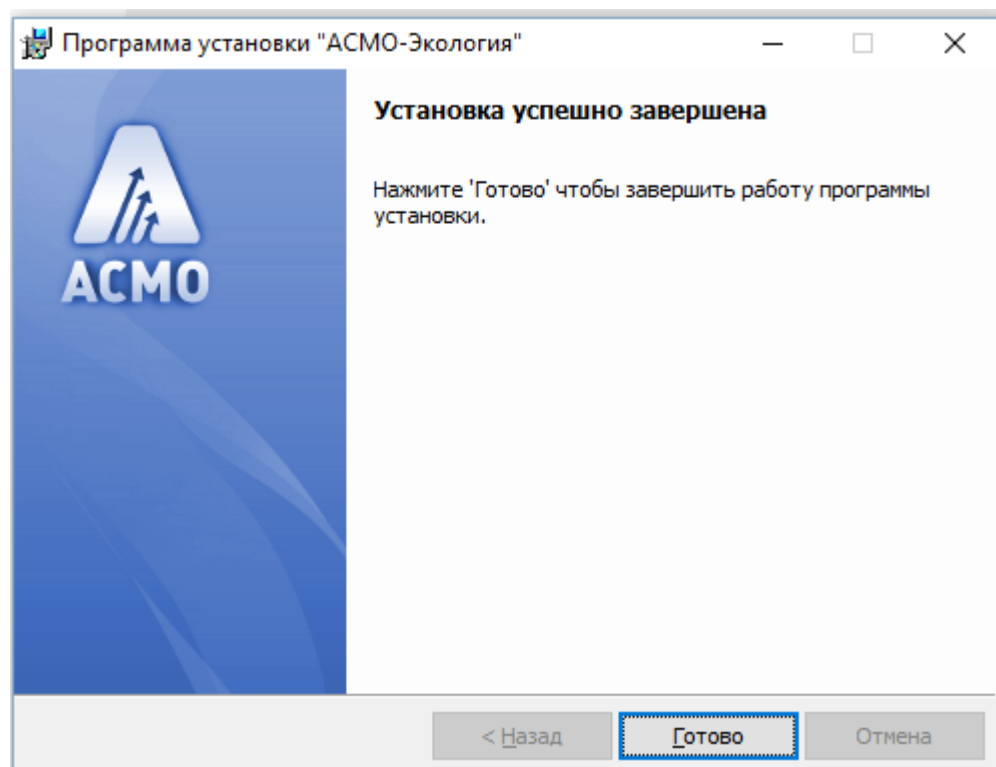 Программа установки "АСМО-Экология"
Установка успешно завершена
Нажмите 'Готово' чтобы завершить работу программы
установки.
АСМО
< Назад
Готово
Отмена